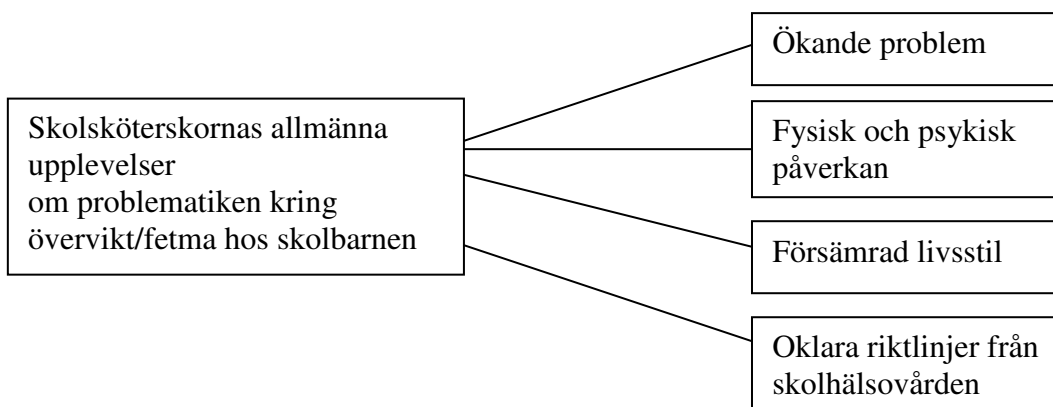 Skolsköterskornas allmänna
upplevelser
om problematiken kring
övervikt/fetma hos skolbarnen
Ökande problem
Fysisk och psykisk
påverkan
Försämrad livsstil
Oklara riktlinjer från
skolhälsovården